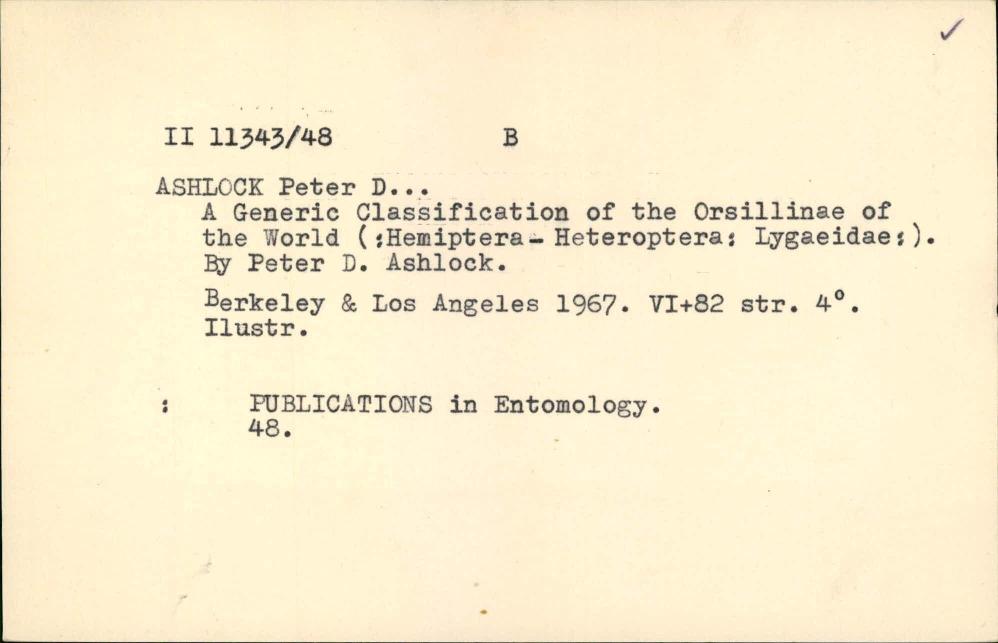 II 11343/48 B
ASHLOCK Peter D...
A Generic Classification of the Orsillinae of
the World (:Hemiptera- Heteroptera: Lygaeidae:).
By Peter D. Ashlock.
Berkeley & Los Angeles 1967. VI+82 str. 4°.
Ilustr.
: PUBLICATIONS in Entomology.
48.